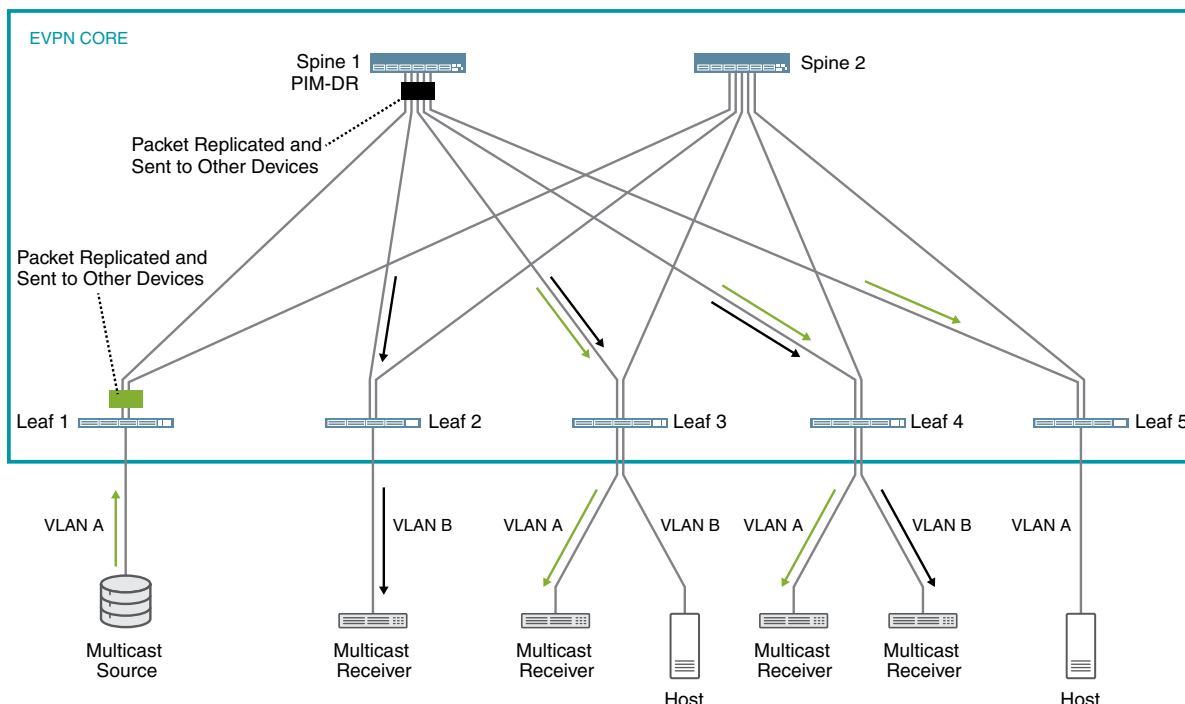 EVPN CORE
Spine 1
PIM-DR
Spine 2
Packet Replicated and
Sent to Other Devices
Packet Replicated and
Sent to Other Devices
Leaf 1
Leaf 2
Leaf 3
Leaf 4
Leaf 5
VLAN A
VLAN B
VLAN A
VLAN B
VLAN A
VLAN B
VLAN A
Multicast
Source
Multicast
Receiver
Multicast
Receiver
Host
Multicast
Receiver
Multicast
Receiver
Host